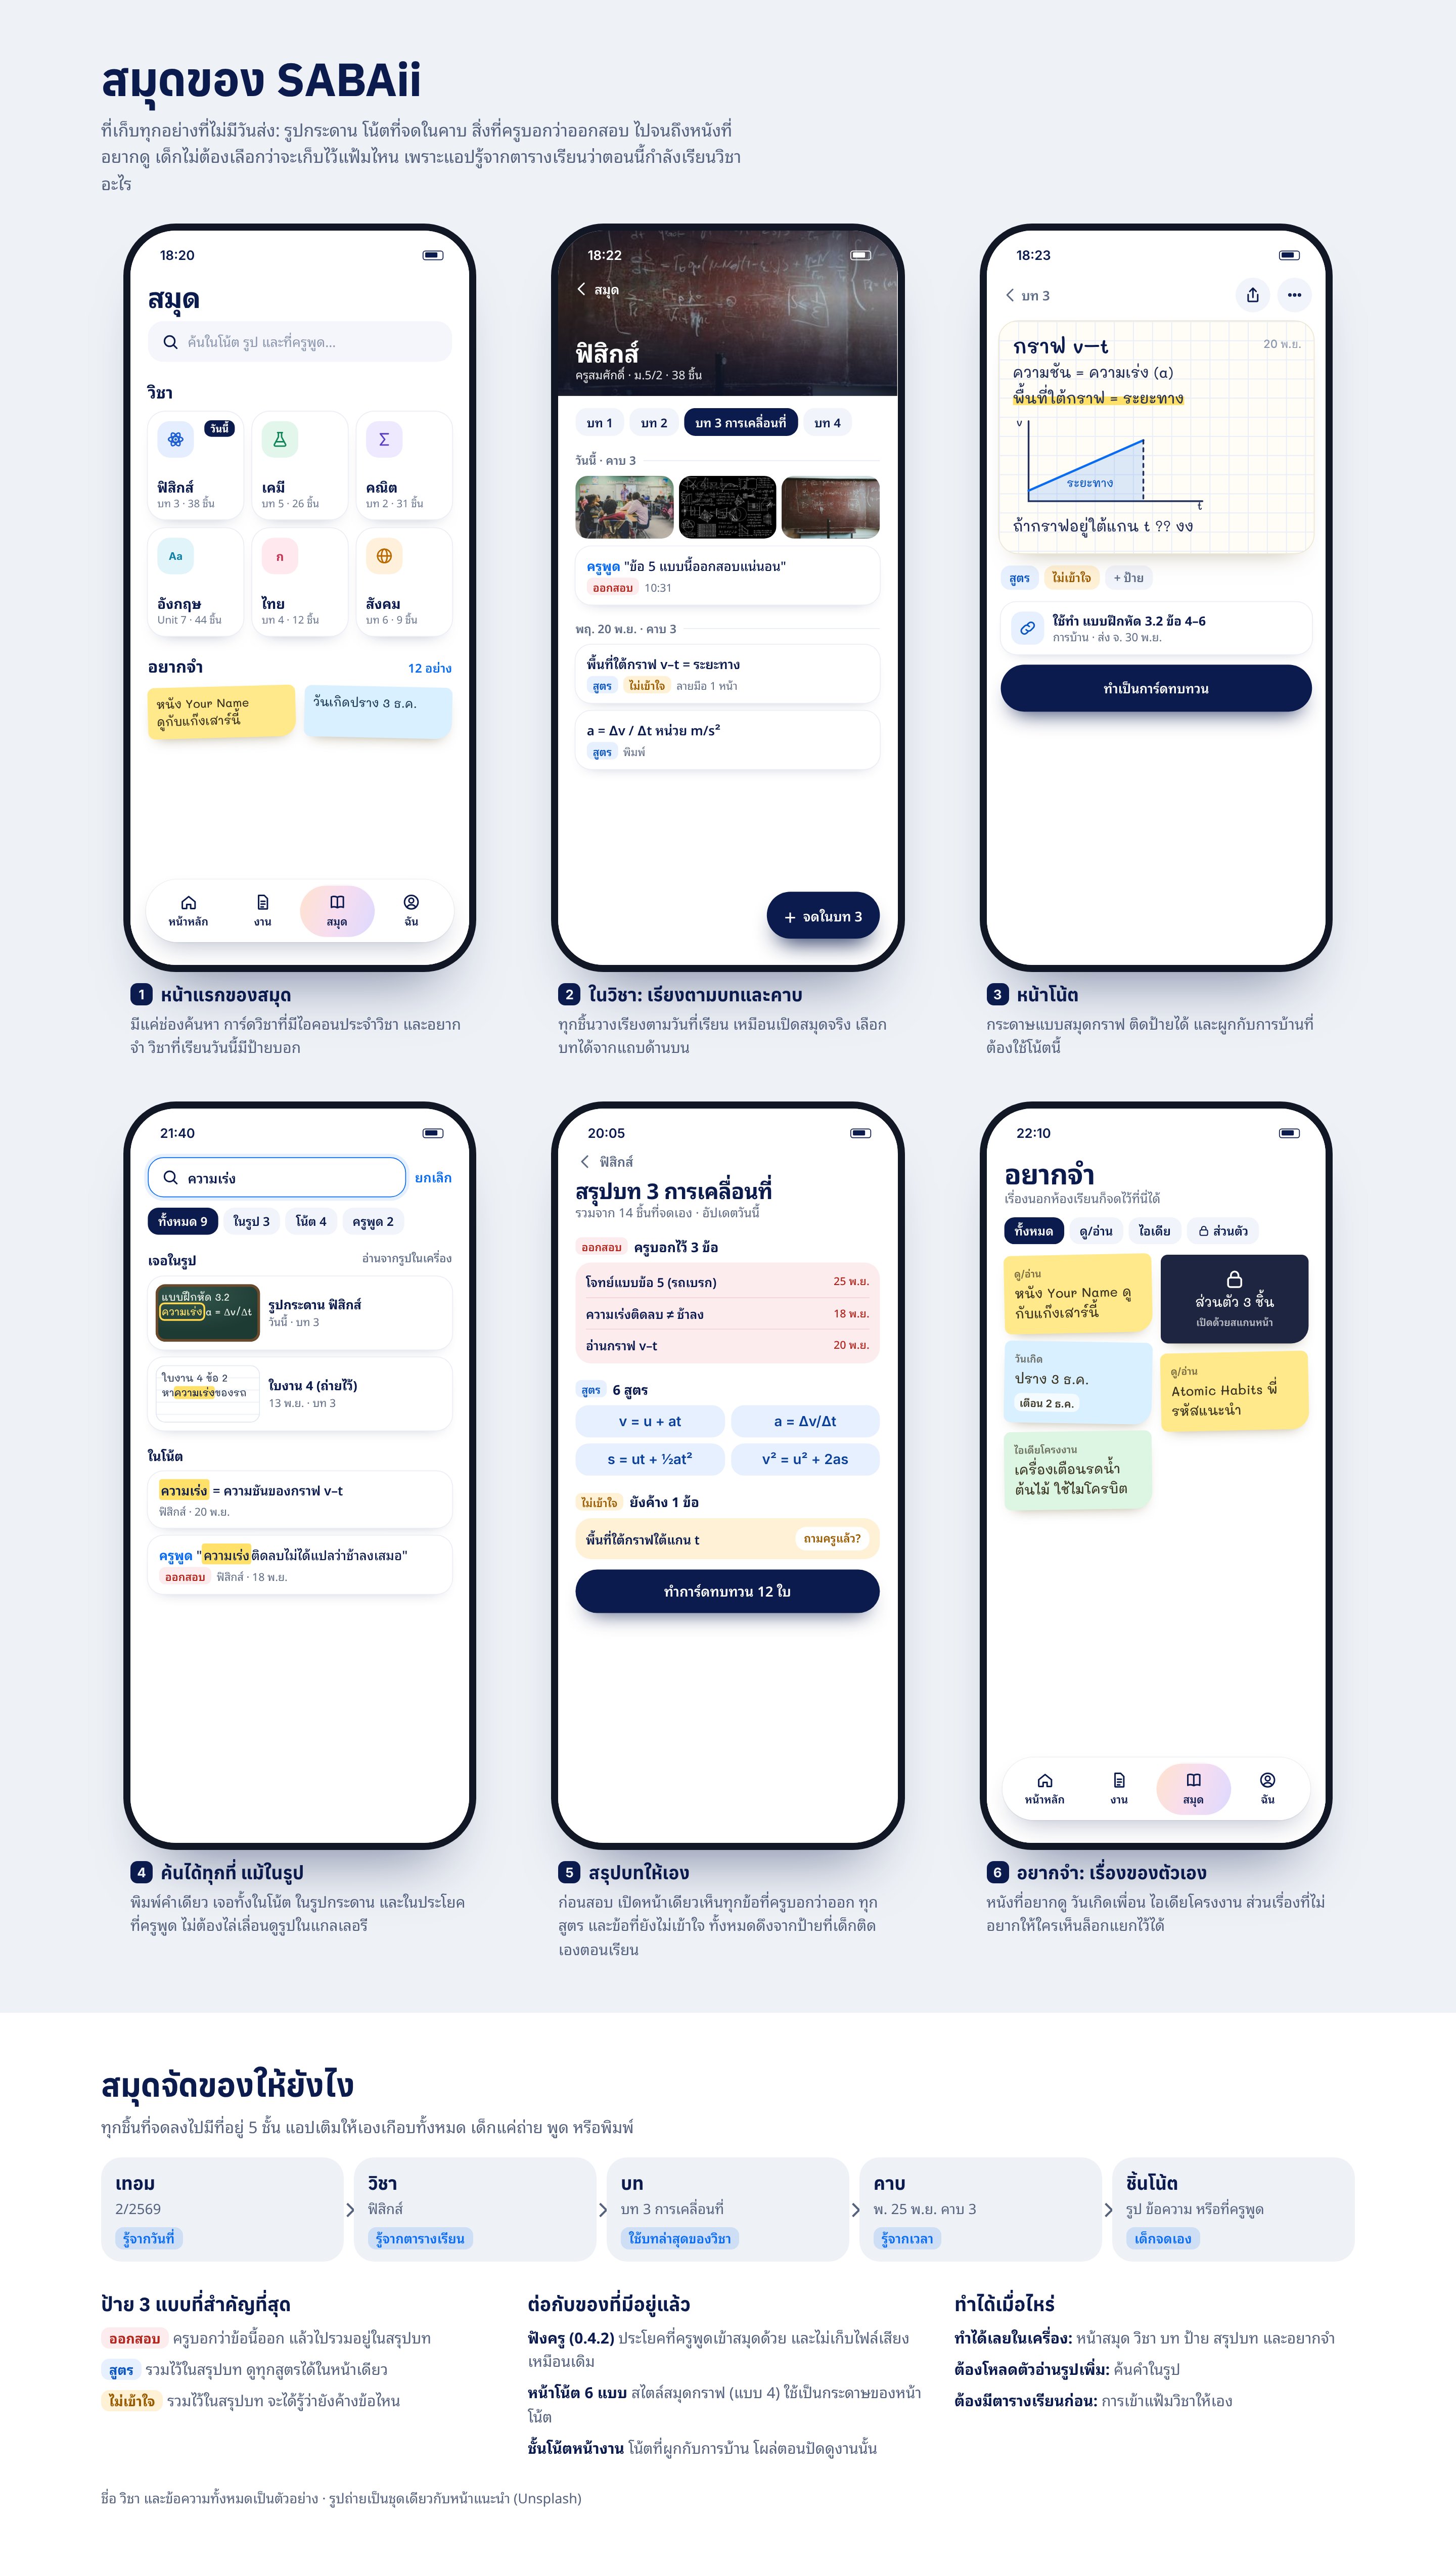 สมุดของ SABAii
ที่เก็บทุกอย่างที่ไม่มีวันส่ง: รูปกระดาน โน้ตที่จดในคาบ สิ่งที่ครูบอกว่าออกสอบ ไปจนถึงหนังที่
อยากดู เด็กไม่ต้องเลือกว่าจะเก็บไว้แฟ้มไหน เพราะแอปรู้จากตารางเรียนว่าตอนนี้กำลังเรียนวิชา
อะไร
18:20
สมุด
ค้นในโน้ต รูป และที่ครูพูด...
วิชา
วันนี้
ฟิสิกส์
บท 3 · 38 ชิ้น
เคมี
บท 5 · 26 ชิ้น
Σ
คณิต
บท 2 · 31 ชิ้น
Aa
อังกฤษ
Unit 7 · 44 ชิ้น
ก
ไทย
บท 4 · 12 ชิ้น
สังคม
บท 6 · 9 ชิ้น
อยากจำ
12 อย่าง
หนัง Your Name
ดูกับแก๊งเสาร์นี้
วันเกิดปราง 3 ธ.ค.
หน้าหลัก
งาน
สมุด
ฉัน
1 หน้าแรกของสมุด
มีแค่ช่องค้นหา การ์ดวิชาที่มีไอคอนประจำวิชา และอยาก
จำ วิชาที่เรียนวันนี้มีป้ายบอก
18:22
สมุด
ฟิสิกส์
ครูสมศักดิ์ · ม.5/2 · 38 ชิ้น
บท 1
บท 2
บท 3 การเคลื่อนที่
บท 4
วันนี้ · คาบ 3
ครูพูด "ข้อ 5 แบบนี้ออกสอบแน่นอน"
ออกสอบ 10:31
พฤ. 20 พ.ย. · คาบ 3
พื้นที่ใต้กราฟ v–t = ระยะทาง
สูตร ไม่เข้าใจ ลายมือ 1 หน้า
a = Δv / Δt หน่วย m/s²
สูตร พิมพ์
+ จดในบท 3
2 ในวิชา: เรียงตามบทและคาบ
ทุกชิ้นวางเรียงตามวันที่เรียน เหมือนเปิดสมุดจริง เลือก
บทได้จากแถบด้านบน
18:23
บท 3
กราฟ v–t
20 พ.ย.
ความชัน = ความเร่ง (a)
พื้นที่ใต้กราฟ = ระยะทาง
v
ระยะทาง
t
ถ้ากราฟอยู่ใต้แกน t ?? งง
สูตร
ไม่เข้าใจ
+ ป้าย
ใช้ทำ แบบฝึกหัด 3.2 ข้อ 4–6
การบ้าน · ส่ง จ. 30 พ.ย.
ทำเป็นการ์ดทบทวน
3 หน้าโน้ต
กระดาษแบบสมุดกราฟ ติดป้ายได้ และผูกกับการบ้านที่
ต้องใช้โน้ตนี้
21:40
ความเร่ง
ยกเลิก
ทั้งหมด 9
ในรูป 3
โน้ต 4
ครูพูด 2
เจอในรูป
อ่านจากรูปในเครื่อง
แบบฝึกหัด 3.2
ความเร่ง a = Δv/Δt
รูปกระดาน ฟิสิกส์
วันนี้ · บท 3
ใบงาน 4 ข้อ 2
หาความเร่งของรถ
ใบงาน 4 (ถ่ายไว้)
13 พ.ย. · บท 3
ในโน้ต
ความเร่ง = ความชันของกราฟ v–t
ฟิสิกส์ · 20 พ.ย.
ครูพูด "ความเร่งติดลบไม่ได้แปลว่าช้าลงเสมอ"
ออกสอบ ฟิสิกส์ · 18 พ.ย.
4 ค้นได้ทุกที่ แม้ในรูป
พิมพ์คำเดียว เจอทั้งในโน้ต ในรูปกระดาน และในประโยค
ที่ครูพูด ไม่ต้องไล่เลื่อนดูรูปในแกลเลอรี
20:05
ฟิสิกส์
สรุปบท 3 การเคลื่อนที่
รวมจาก 14 ชิ้นที่จดเอง · อัปเดตวันนี้
ออกสอบ ครูบอกไว้ 3 ข้อ
โจทย์แบบข้อ 5 (รถเบรก) 25 พ.ย.
ความเร่งติดลบ ≠ ช้าลง 18 พ.ย.
อ่านกราฟ v–t 20 พ.ย.
สูตร 6 สูตร
v = u + at
a = Δv/Δt
s = ut + ½at²
v² = u² + 2as
ไม่เข้าใจ ยังค้าง 1 ข้อ
พื้นที่ใต้กราฟใต้แกน t ถามครูแล้ว?
ทำการ์ดทบทวน 12 ใบ
5 สรุปบทให้เอง
ก่อนสอบ เปิดหน้าเดียวเห็นทุกข้อที่ครูบอกว่าออก ทุก
สูตร และข้อที่ยังไม่เข้าใจ ทั้งหมดดึงจากป้ายที่เด็กติด
เองตอนเรียน
22:10
อยากจำ
เรื่องนอกห้องเรียนก็จดไว้ที่นี่ได้
ทั้งหมด
ดู/อ่าน
ไอเดีย
ส่วนตัว
ดู/อ่าน
หนัง Your Name ดู
กับแก๊งเสาร์นี้
ส่วนตัว 3 ชิ้น
เปิดด้วยสแกนหน้า
วันเกิด
ปราง 3 ธ.ค.
เตือน 2 ธ.ค.
ดู/อ่าน
Atomic Habits พี่
รหัสแนะนำ
ไอเดียโครงงาน
เครื่องเตือนรดน้ำ
ต้นไม้ ใช้ไมโครบิต
หน้าหลัก
งาน
สมุด
ฉัน
6 อยากจำ: เรื่องของตัวเอง
หนังที่อยากดู วันเกิดเพื่อน ไอเดียโครงงาน ส่วนเรื่องที่ไม่
อยากให้ใครเห็นล็อกแยกไว้ได้
สมุดจัดของให้ยังไง
ทุกชิ้นที่จดลงไปมีที่อยู่ 5 ชั้น แอปเติมให้เองเกือบทั้งหมด เด็กแค่ถ่าย พูด หรือพิมพ์
เทอม
2/2569
รู้จากวันที่
วิชา
ฟิสิกส์
รู้จากตารางเรียน
บท
บท 3 การเคลื่อนที่
ใช้บทล่าสุดของวิชา
คาบ
พ. 25 พ.ย. คาบ 3
รู้จากเวลา
ชิ้นโน้ต
รูป ข้อความ หรือที่ครูพูด
เด็กจดเอง
ป้าย 3 แบบที่สำคัญที่สุด
ออกสอบ ครูบอกว่าข้อนี้ออก แล้วไปรวมอยู่ในสรุปบท
สูตร รวมไว้ในสรุปบท ดูทุกสูตรได้ในหน้าเดียว
ไม่เข้าใจ รวมไว้ในสรุปบท จะได้รู้ว่ายังค้างข้อไหน
ต่อกับของที่มีอยู่แล้ว
ฟังครู (0.4.2) ประโยคที่ครูพูดเข้าสมุดด้วย และไม่เก็บไฟล์เสียง
เหมือนเดิม
หน้าโน้ต 6 แบบ สไตล์สมุดกราฟ (แบบ 4) ใช้เป็นกระดาษของหน้า
โน้ต
ชั้นโน้ตหน้างาน โน้ตที่ผูกกับการบ้าน โผล่ตอนปัดดูงานนั้น
ทำได้เมื่อไหร่
ทำได้เลยในเครื่อง: หน้าสมุด วิชา บท ป้าย สรุปบท และอยากจำ
ต้องโหลดตัวอ่านรูปเพิ่ม: ค้นคำในรูป
ต้องมีตารางเรียนก่อน: การเข้าแฟ้มวิชาให้เอง
ชื่อ วิชา และข้อความทั้งหมดเป็นตัวอย่าง · รูปถ่ายเป็นชุดเดียวกับหน้าแนะนำ (Unsplash)